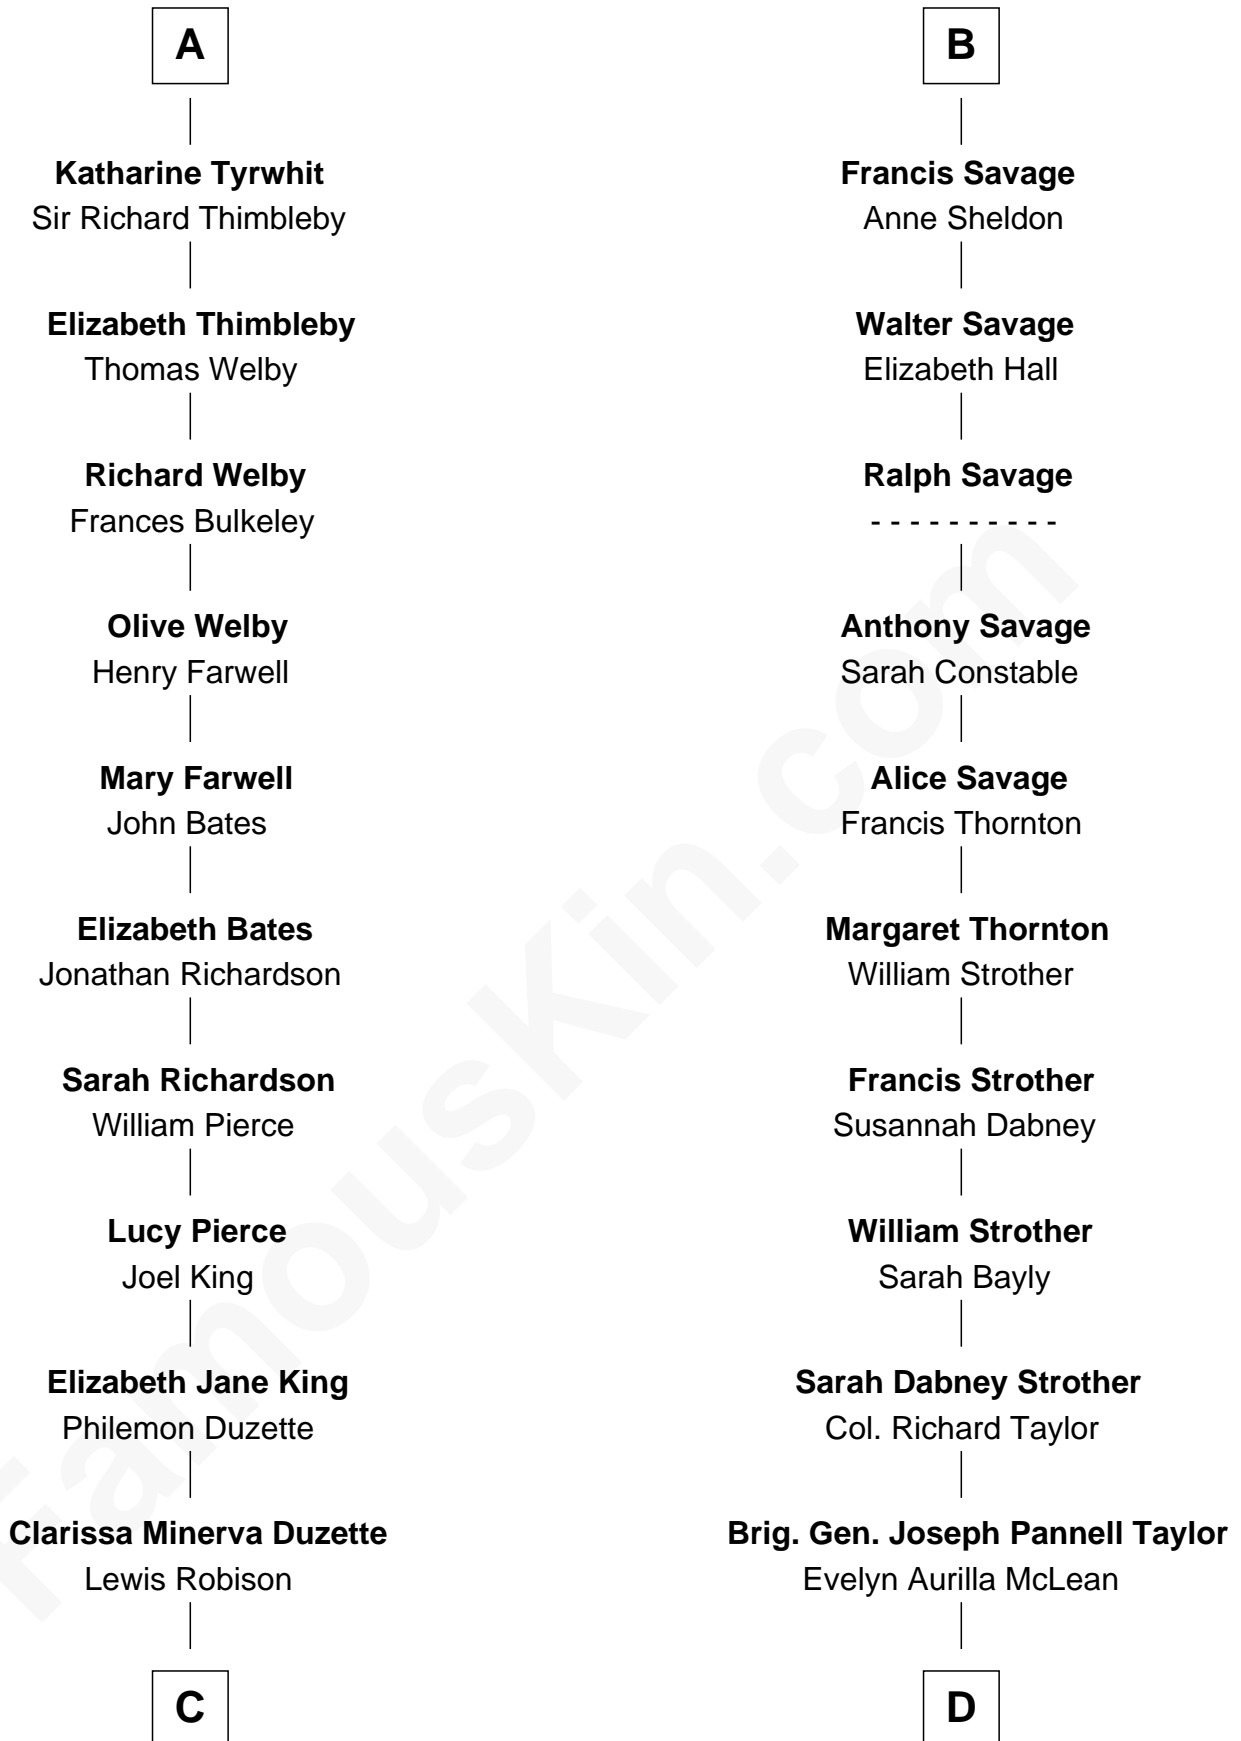 A
Katharine Tyrwhit
Sir Richard Thimbleby
Elizabeth Thimbleby
Thomas Welby
Richard Welby
Frances Bulkeley
Olive Welby
Henry Farwell
Mary Farwell
John Bates
Elizabeth Bates
Jonathan Richardson
Sarah Richardson
William Pierce
Lucy Pierce
Joel King
Elizabeth Jane King
Philemon Duzette
Clarissa Minerva Duzette
Lewis Robison
C
B
Francis Savage
Anne Sheldon
Walter Savage
Elizabeth Hall
Ralph Savage
- - - - - - - - - -
Anthony Savage
Sarah Constable
Alice Savage
Francis Thornton
Margaret Thornton
William Strother
Francis Strother
Susannah Dabney
William Strother
Sarah Bayly
Sarah Dabney Strother
Col. Richard Taylor
Brig. Gen. Joseph Pannell Taylor
Evelyn Aurilla McLean
D
FamousKin.com